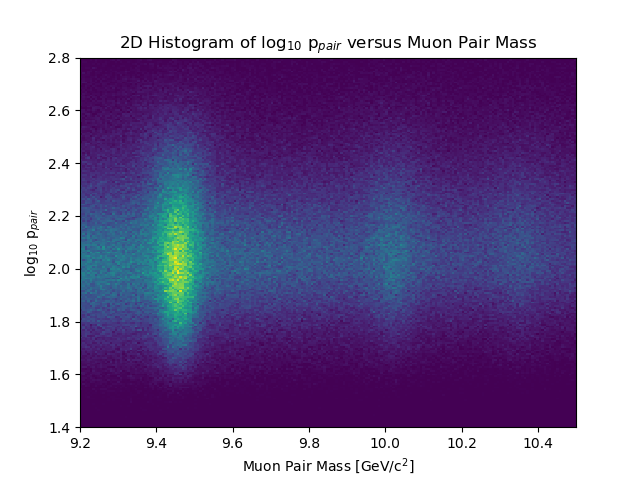 2D Histogram of log₁₀ p_pair versus Muon Pair Mass
2.8
2.6
2.4
2.2
2.0
1.8
1.6
1.4
log₁₀ p_pair
9.2 9.4 9.6 9.8 10.0 10.2 10.4
Muon Pair Mass [GeV/c²]